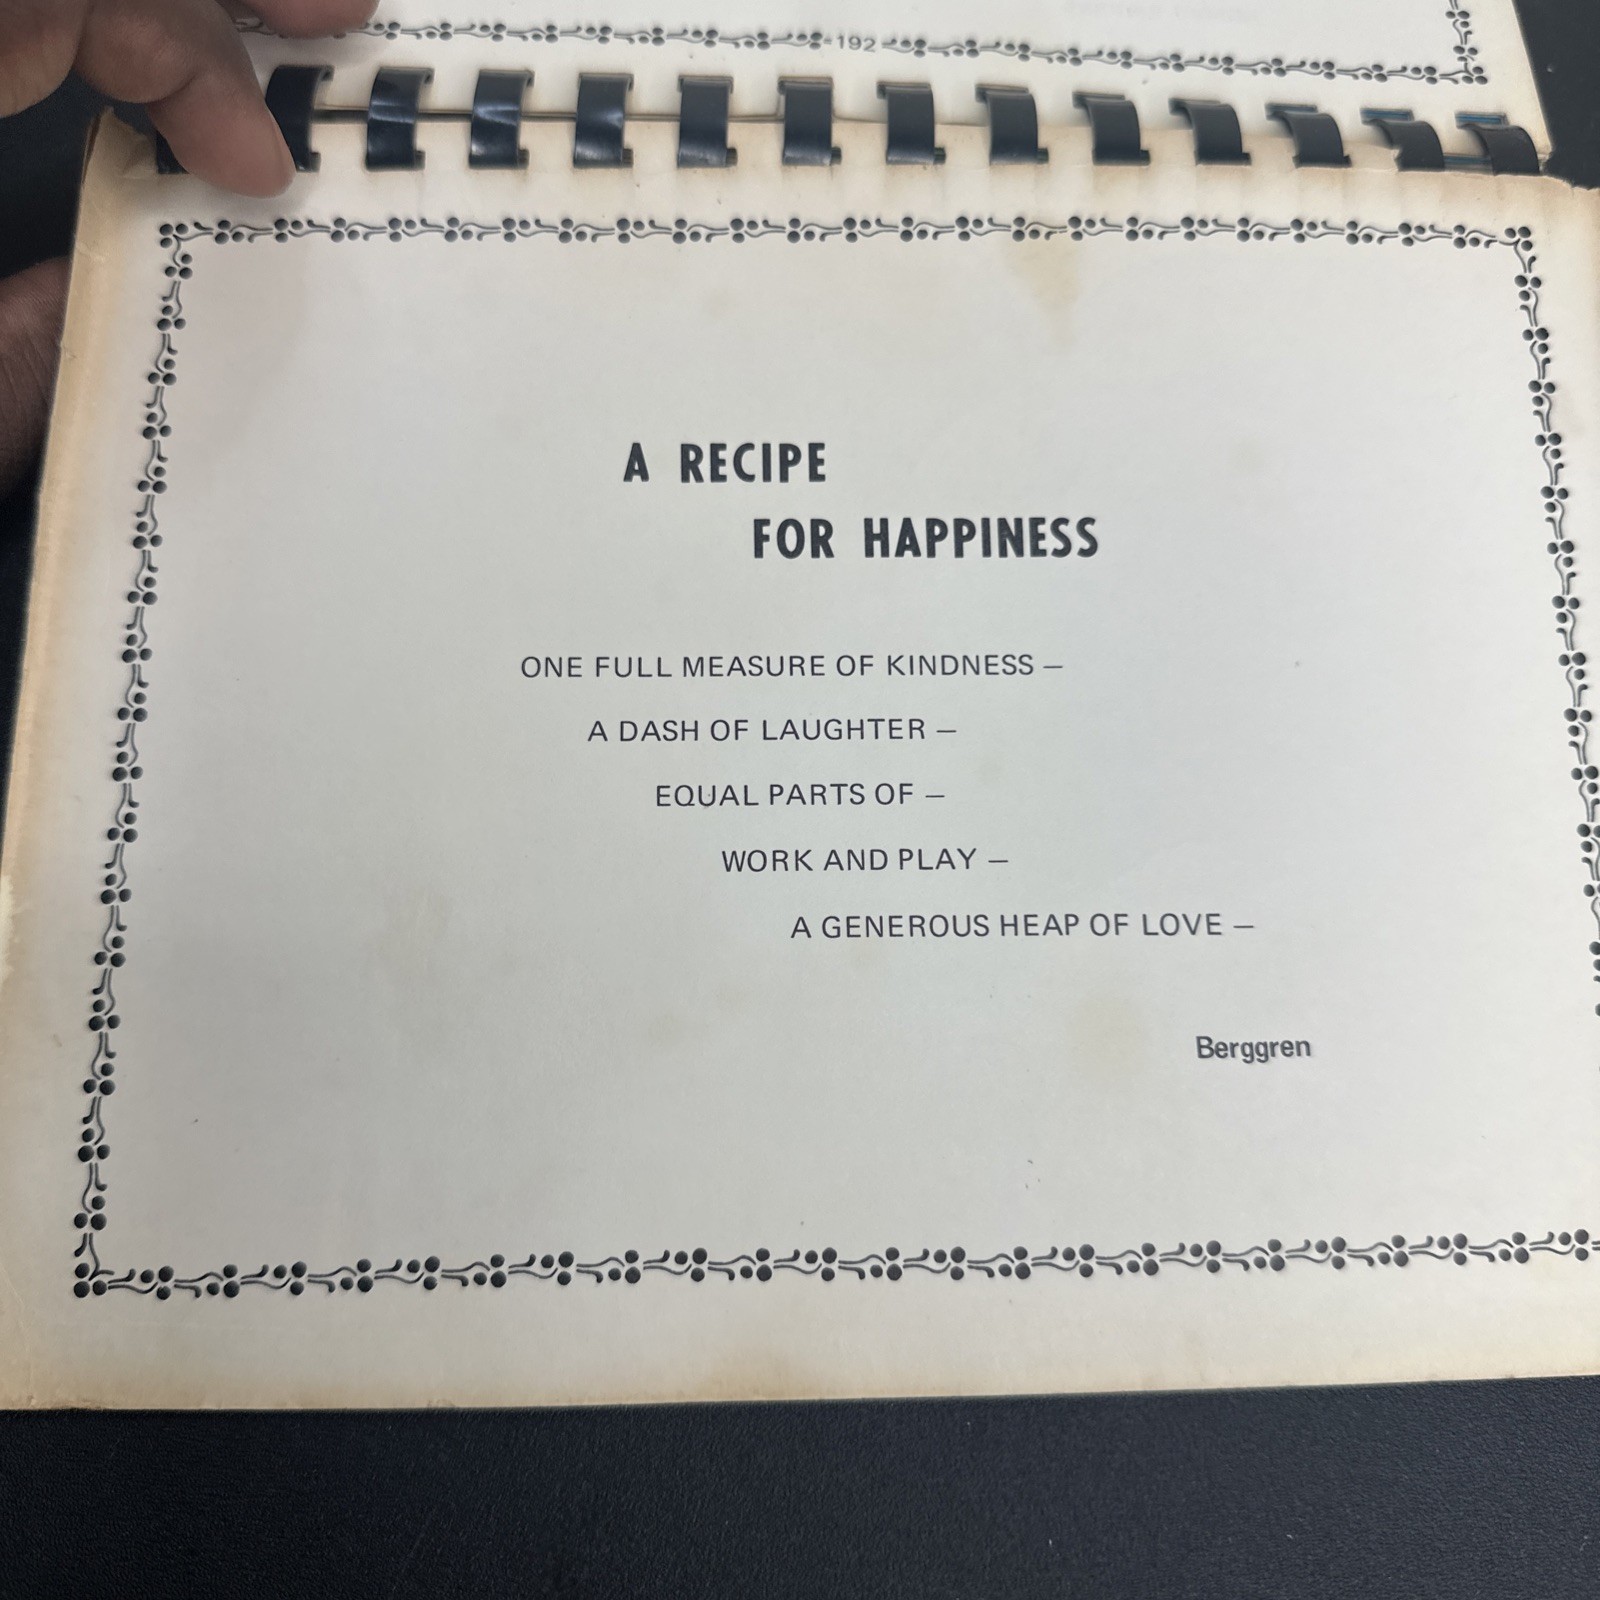 192
A RECIPE
FOR HAPPINESS
ONE FULL MEASURE OF KINDNESS –
A DASH OF LAUGHTER –
EQUAL PARTS OF –
WORK AND PLAY –
A GENEROUS HEAP OF LOVE –
Berggren